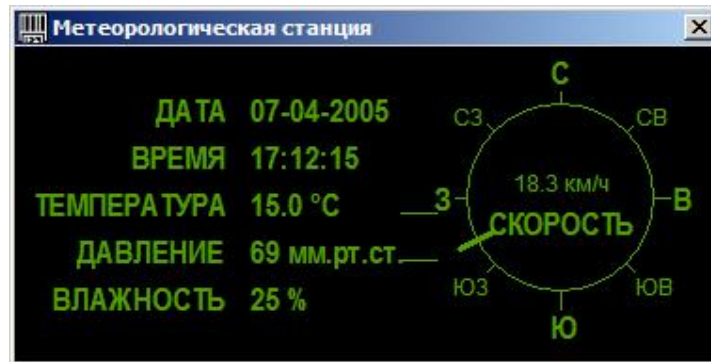 Метеорологическая станция
С
СЗ СВ
ДАТА 07-04-2005
ВРЕМЯ 17:12:15
18.3 км/ч
ТЕМПЕРАТУРА 15.0 °C
З В
СКОРОСТЬ
ДАВЛЕНИЕ 69 мм.рт.ст.
ЮЗ ЮВ
ВЛАЖНОСТЬ 25 %
Ю